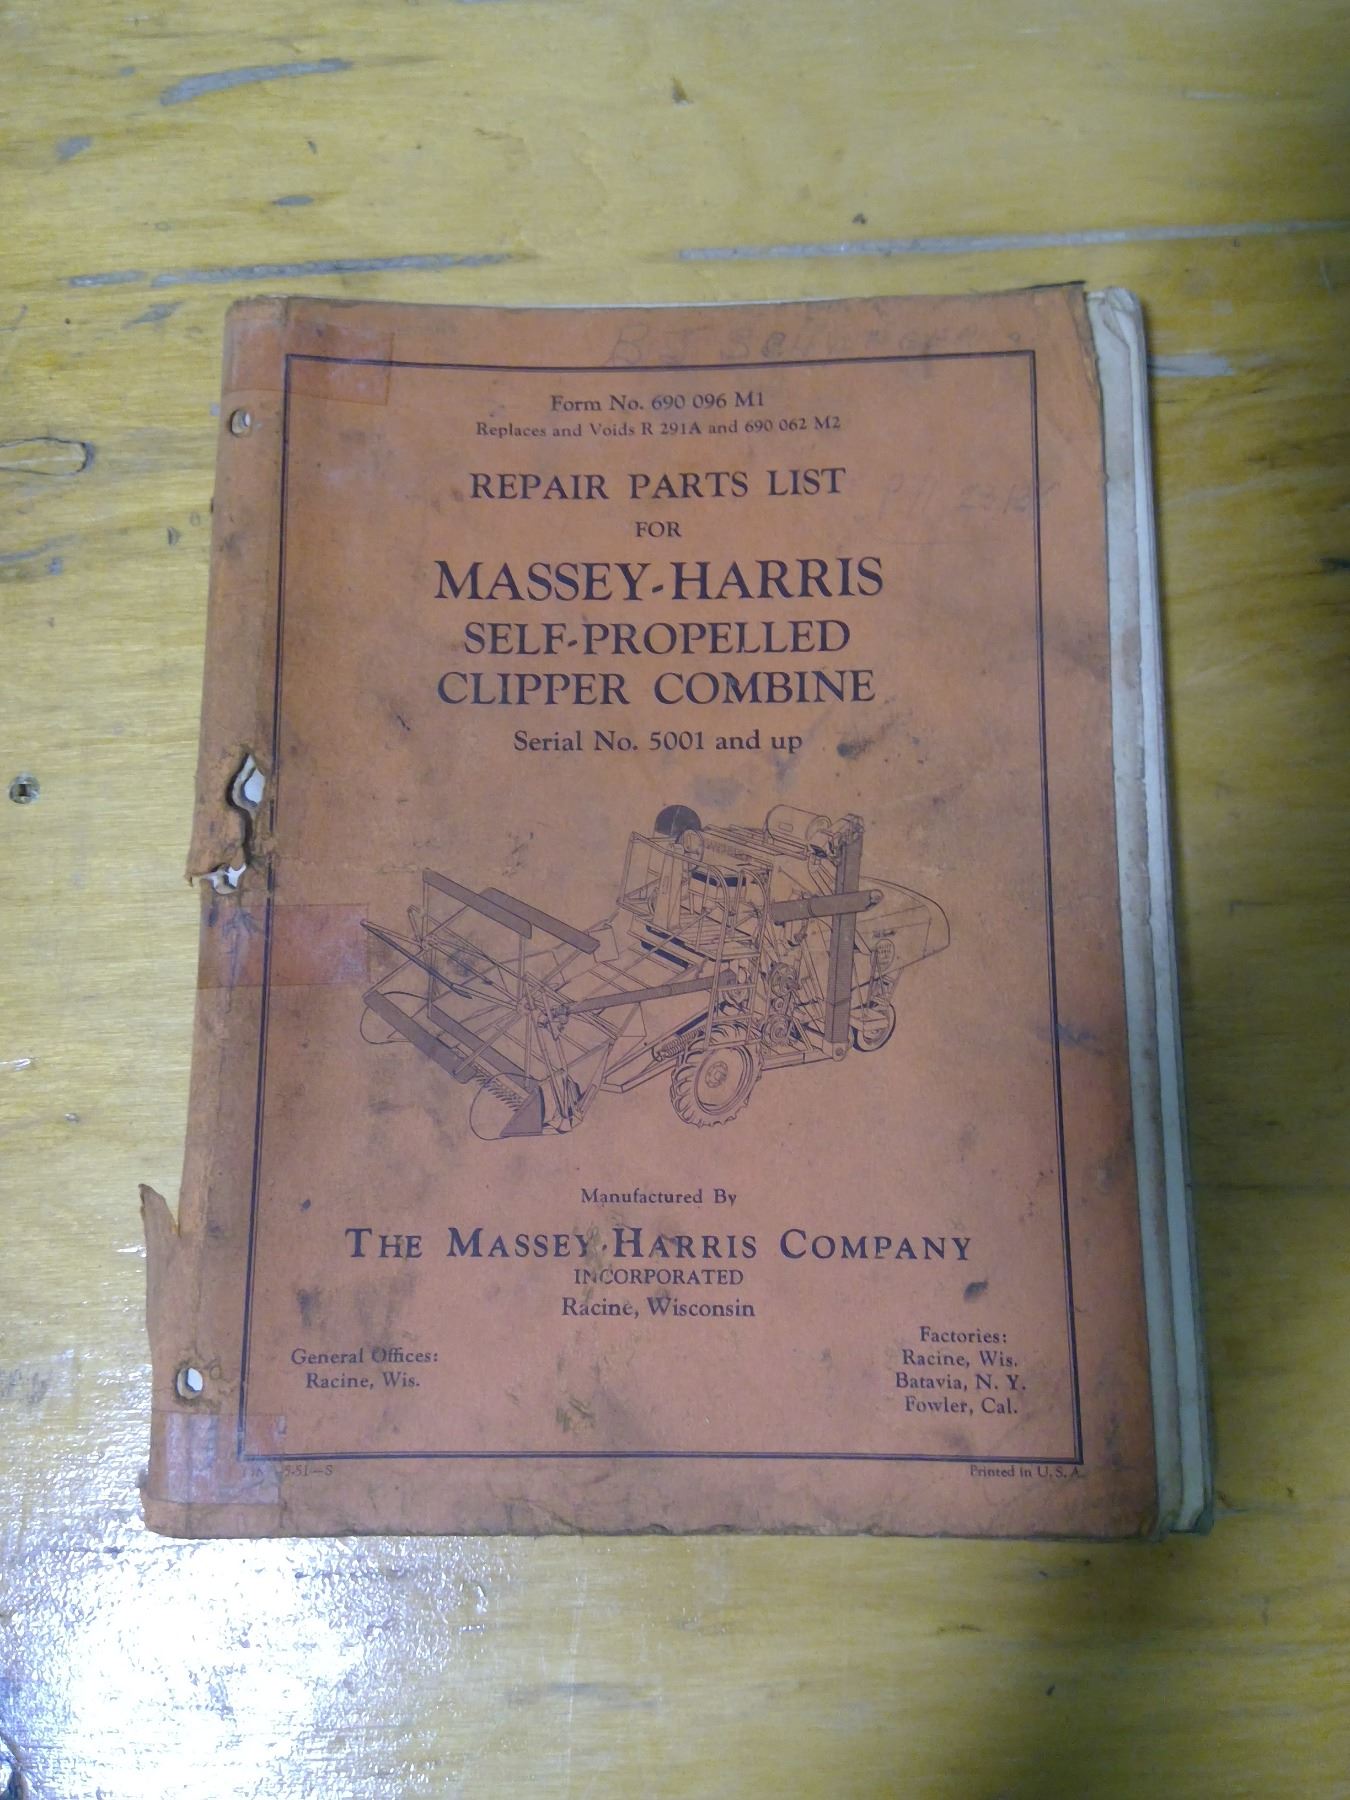 Form No. 690 096 M1
Replaces and Voids R 291A and 690 062 M2
REPAIR PARTS LIST
FOR
MASSEY-HARRIS
SELF-PROPELLED
CLIPPER COMBINE
Serial No. 5001 and up
Manufactured By
THE MASSEY-HARRIS COMPANY
INCORPORATED
Racine, Wisconsin
General Offices:
Racine, Wis.
Factories:
Racine, Wis.
Batavia, N. Y.
Fowler, Cal.
5-51—S
Printed in U. S. A.